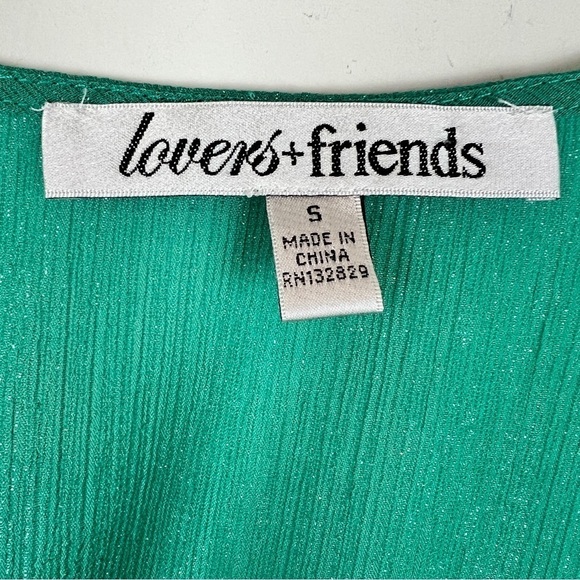 lovers+friends
S
MADE IN
CHINA
RN132829